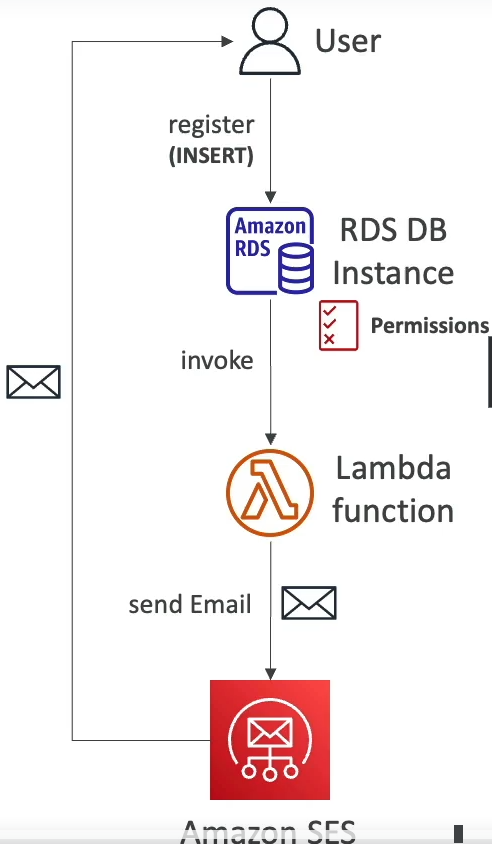 User
register
(INSERT)
Amazon
RDS
RDS DB
Instance
Permissions
invoke
Lambda
function
send Email
Amazon SES